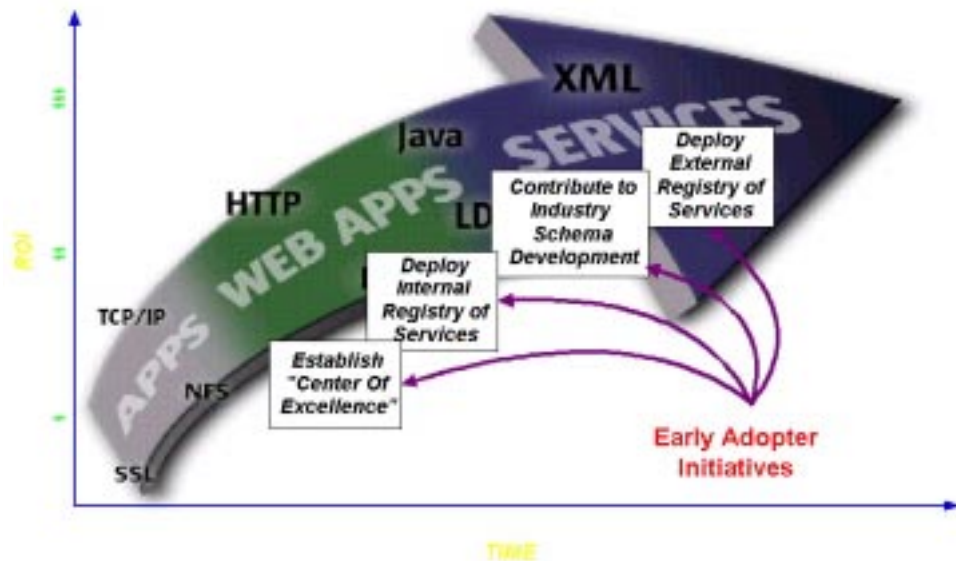 XML
Java
HTTP
TCP/IP
NFS
SSL
LD
APPS
WEB APPS
SERVICES
Deploy
External
Registry of
Services
Contribute to
Industry
Schema
Development
Deploy
Internal
Registry of
Services
Establish
"Center Of
Excellence"
Early Adopter
Initiatives
ROI
$$$
$$
$
TIME